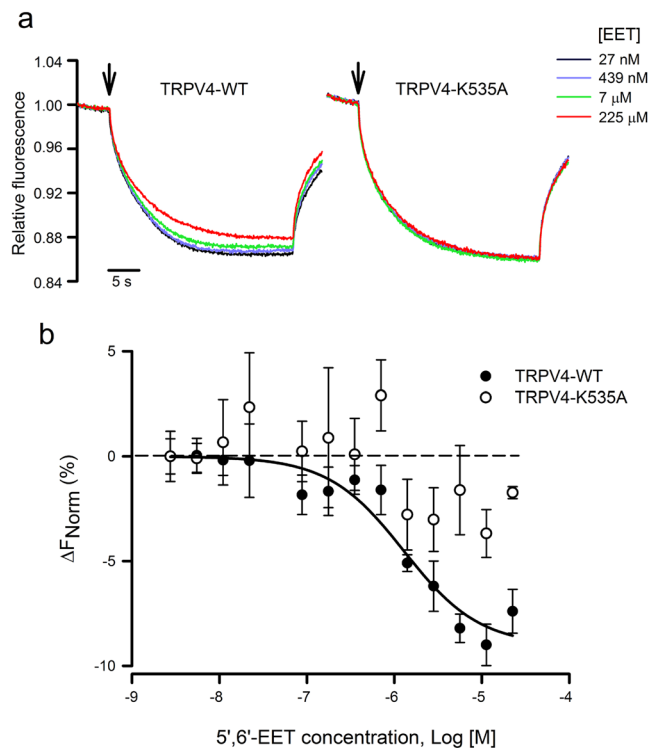 a
[EET]
27 nM
439 nM
7 μM
225 μM
TRPV4-WT
TRPV4-K535A
Relative fluorescence
1.04
1.00
0.96
0.92
0.88
0.84
5 s
b
TRPV4-WT
TRPV4-K535A
ΔFNorm (%)
5
0
-5
-10
-9
-8
-7
-6
-5
-4
5',6'-EET concentration, Log [M]